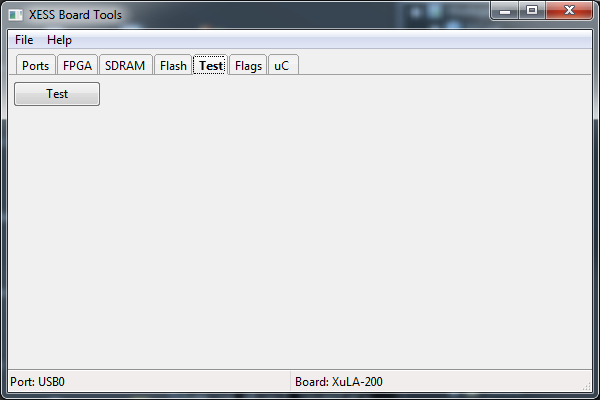 XESS Board Tools
File Help
Ports FPGA SDRAM Flash Test Flags uC
Test
Port: USB0 Board: XuLA-200